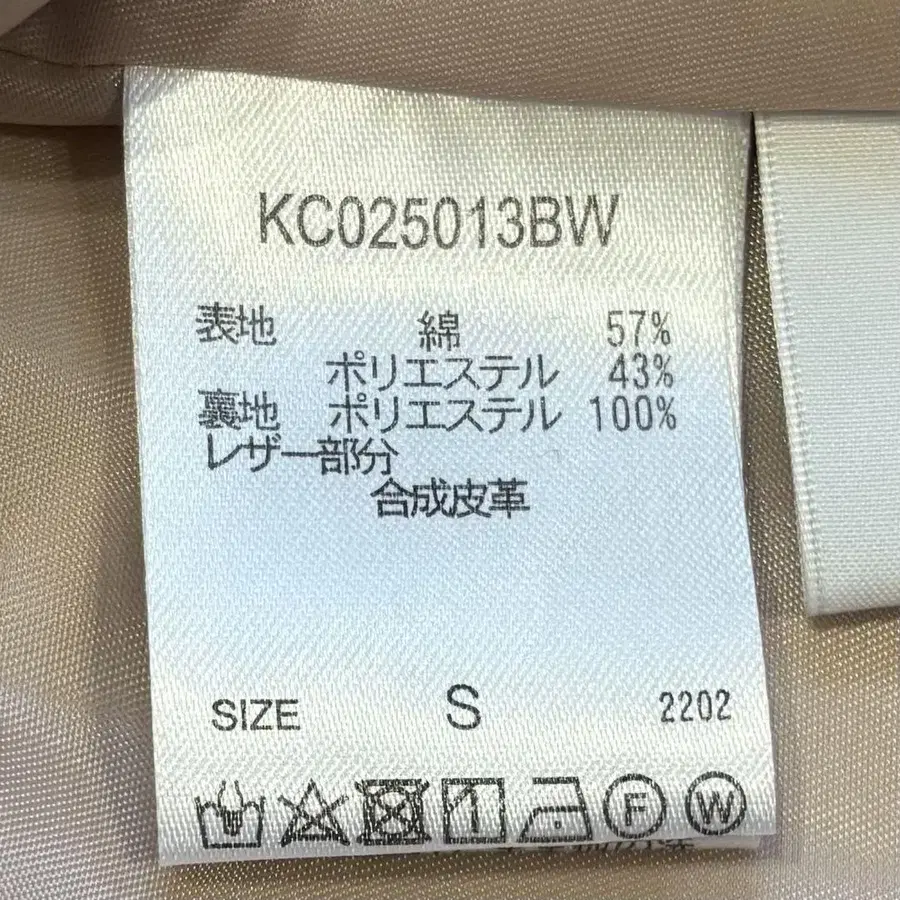 KC025013BW
表地 綿 57%
ポリエステル 43%
裏地 ポリエステル 100%
レザー部分
合成皮革
SIZE S 2202
F W